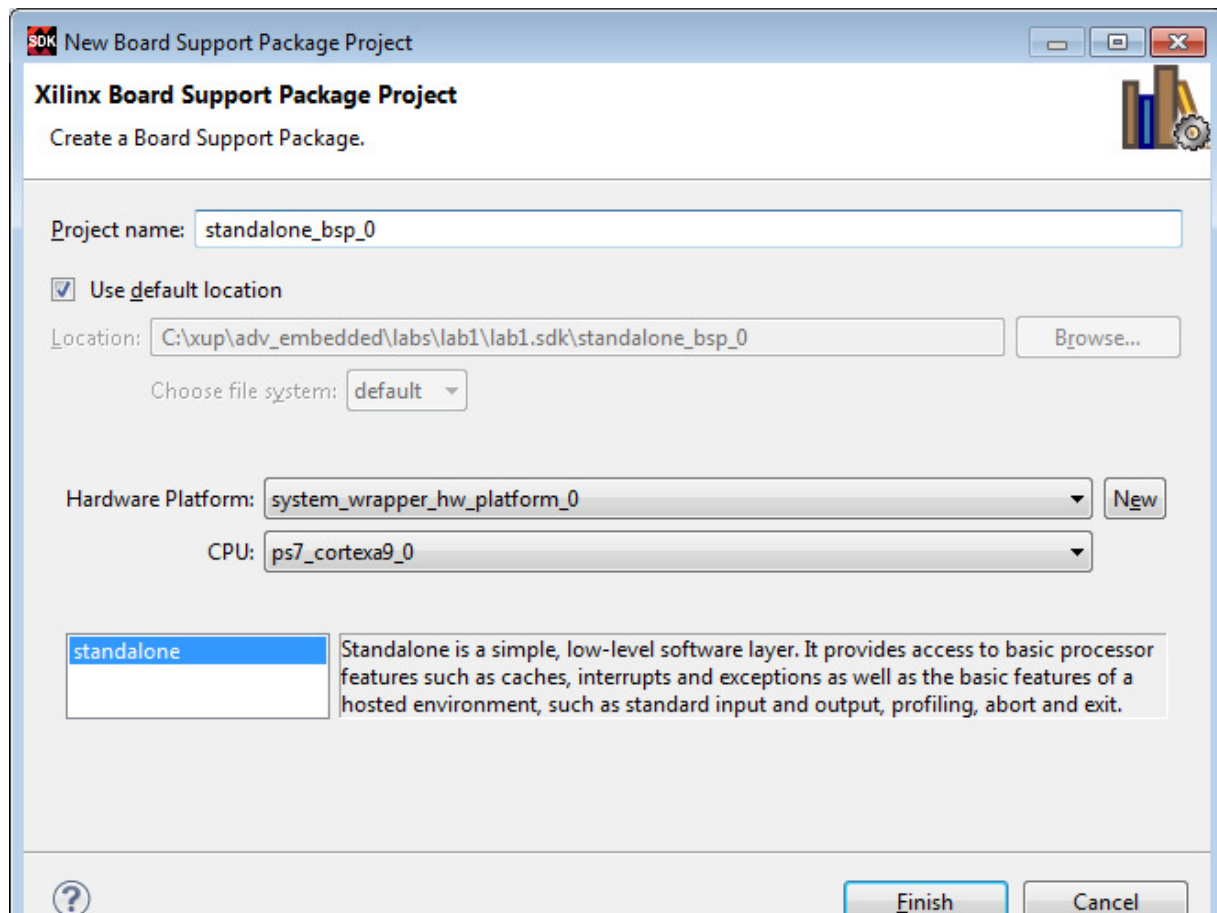 SDK New Board Support Package Project
Xilinx Board Support Package Project
Create a Board Support Package.
Project name: standalone_bsp_0
Use default location
Location: C:\xup\adv_embedded\labs\lab1\lab1.sdk\standalone_bsp_0 Browse...
Choose file system: default
Hardware Platform: system_wrapper_hw_platform_0 New
CPU: ps7_cortexa9_0
standalone Standalone is a simple, low-level software layer. It provides access to basic processor
features such as caches, interrupts and exceptions as well as the basic features of a
hosted environment, such as standard input and output, profiling, abort and exit.
? Finish Cancel